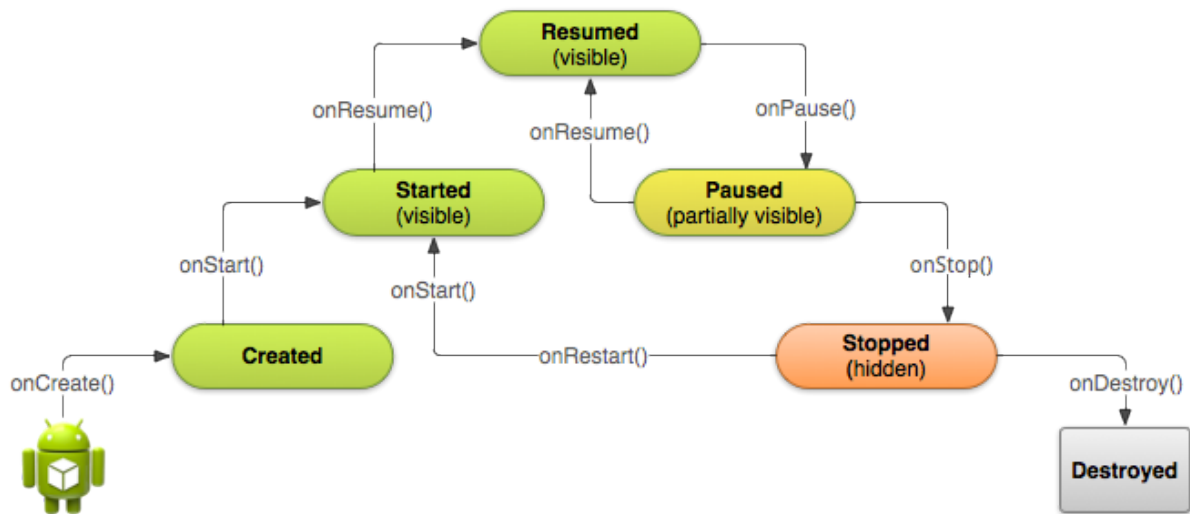 Resumed
(visible)
onResume()
onResume()
onPause()
Started
(visible)
Paused
(partially visible)
onStart()
onStart()
onStop()
Created
onRestart()
Stopped
(hidden)
onCreate()
onDestroy()
Destroyed